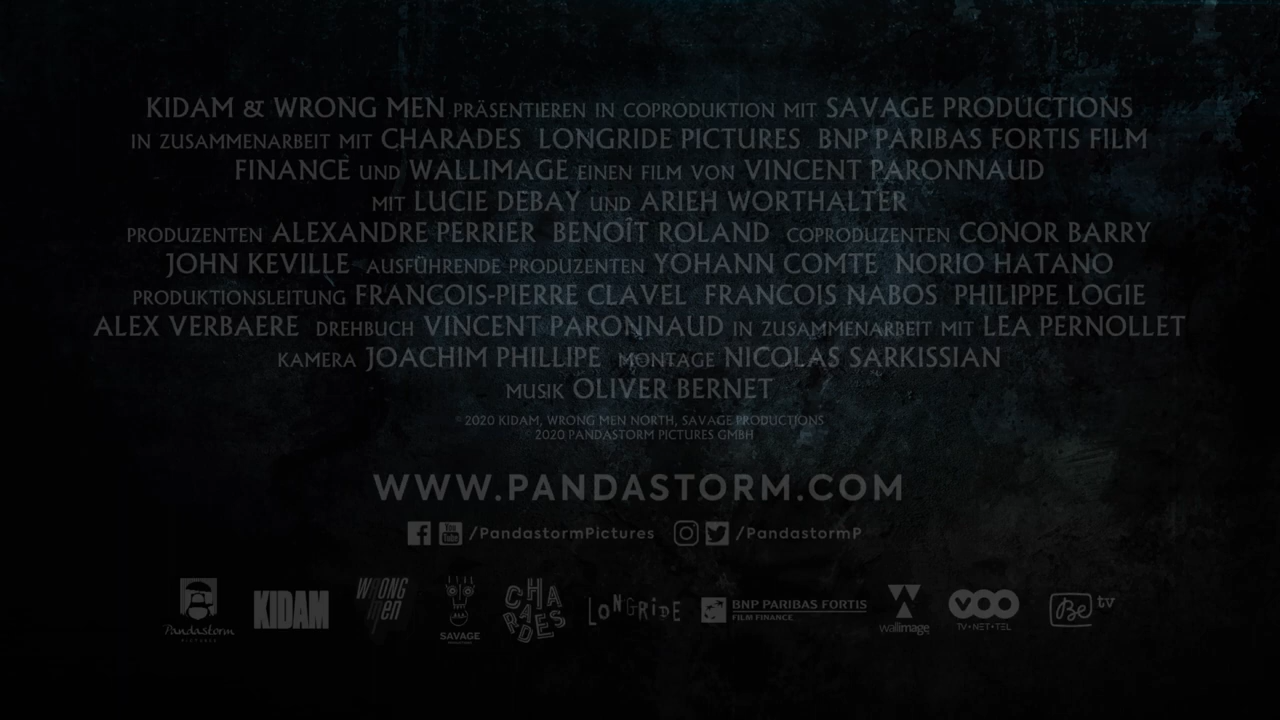 KIDAM & WRONG MEN PRÄSENTIEREN IN COPRODUKTION MIT SAVAGE PRODUCTIONS
IN ZUSAMMENARBEIT MIT CHARADES LONGRIDE PICTURES BNP PARIBAS FORTIS FILM
FINANCE UND WALLIMAGE EINEN FILM VON VINCENT PARONNAUD
MIT LUCIE DEBAY UND ARIEH WORTHALTER
PRODUZENTEN ALEXANDRE PERRIER BENOÎT ROLAND COPRODUZENTEN CONOR BARRY
JOHN KEVILLE AUSFÜHRENDE PRODUZENTEN YOHANN COMTE NORIO HATANO
PRODUKTIONSLEITUNG FRANCOIS-PIERRE CLAVEL FRANCOIS NABOS PHILIPPE LOGIE
ALEX VERBAERE DREHBUCH VINCENT PARONNAUD IN ZUSAMMENARBEIT MIT LEA PERNOLLET
KAMERA JOACHIM PHILLIPE MONTAGE NICOLAS SARKISSIAN
MUSIK OLIVER BERNET
© 2020 KIDAM, WRONG MEN NORTH, SAVAGE PRODUCTIONS
© 2020 PANDASTORM PICTURES GMBH
WWW.PANDASTORM.COM
You Tube /PandastormPictures /PandastormP
Pandastorm PICTURES KIDAM WRONG MEN SAVAGE PRODUCTIONS CHARADES LONGRIDE BNP PARIBAS FORTIS FILM FINANCE wallimage VOO TV•NET•TEL Be tv